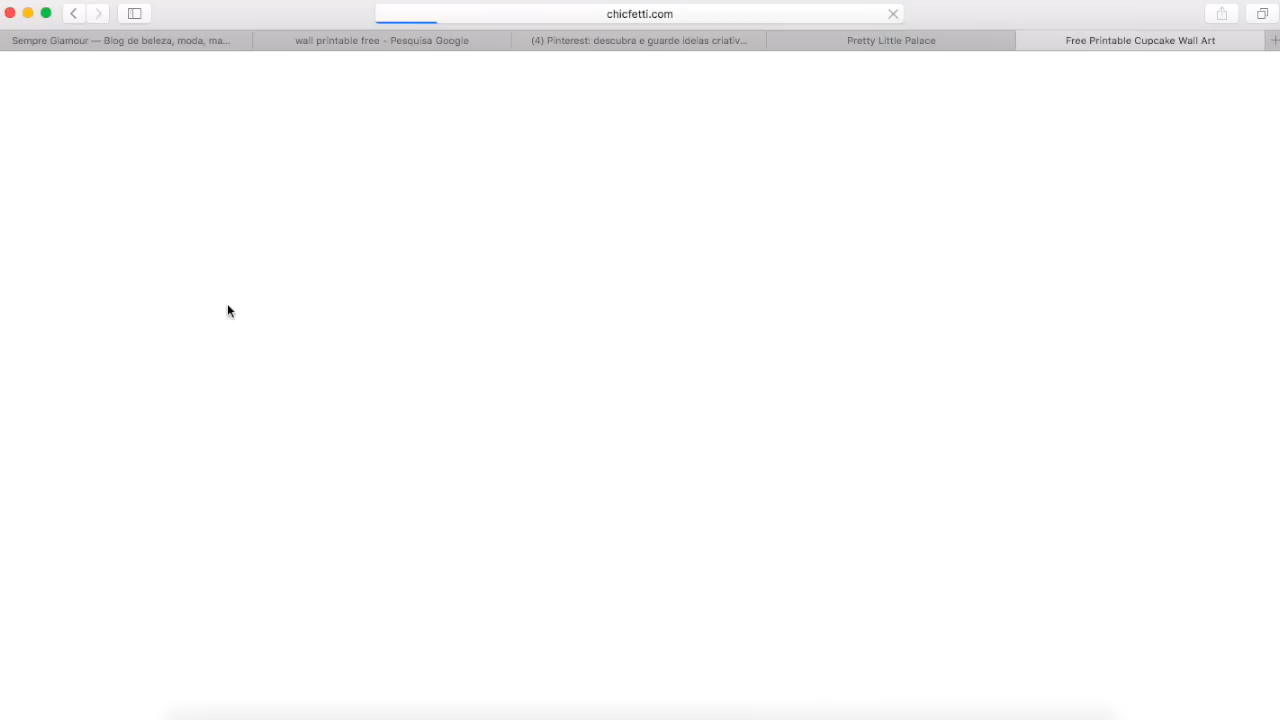 chicfetti.com
Sempre Glamour — Blog de beleza, moda, ma...
wall printable free - Pesquisa Google
(4) Pinterest: descubra e guarde ideias criativ...
Pretty Little Palace
Free Printable Cupcake Wall Art